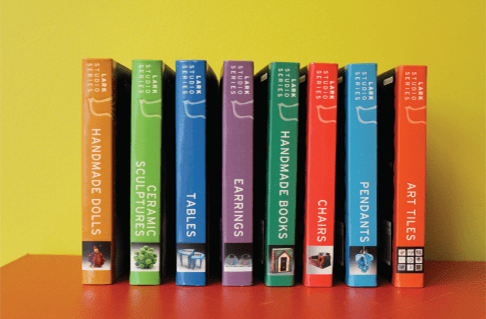 LARK
STUDIO
SERIES
HANDMADE DOLLS
LARK
STUDIO
SERIES
CERAMIC
SCULPTURES
LARK
STUDIO
SERIES
TABLES
LARK
STUDIO
SERIES
EARRINGS
LARK
STUDIO
SERIES
HANDMADE BOOKS
LARK
STUDIO
SERIES
CHAIRS
LARK
STUDIO
SERIES
PENDANTS
LARK
STUDIO
SERIES
ART TILES